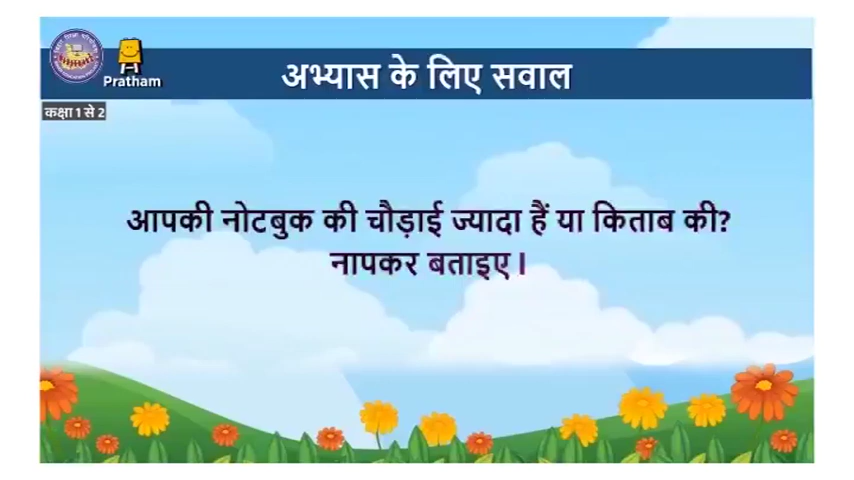 Pratham
अभ्यास के लिए सवाल
कक्षा 1 से 2
आपकी नोटबुक की चौड़ाई ज्यादा हैं या किताब की?
नापकर बताइए।